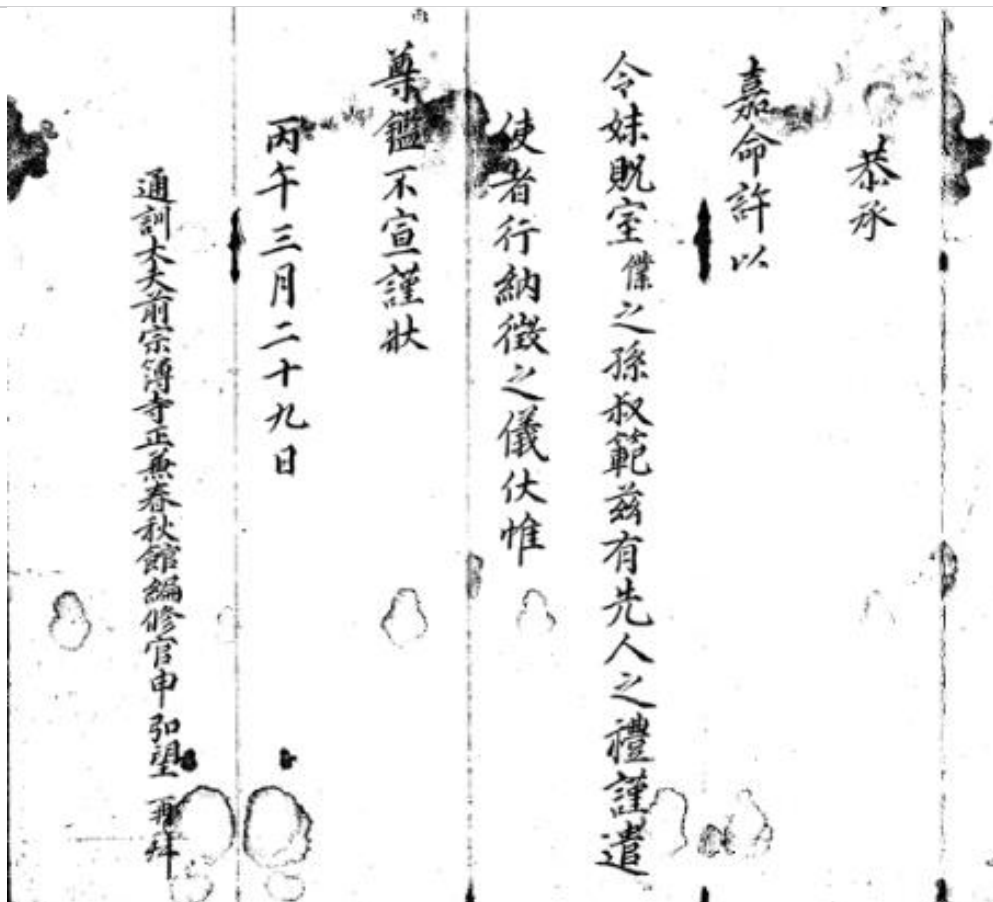 恭承
嘉命許以
令妹貺室僕之孫叔範茲有先人之禮謹遣
使者行納徵之儀伏惟
尊鑑不宣謹狀
丙午三月二十九日
通訓大夫前宗簿寺正兼春秋館編修官申弘望 再拜